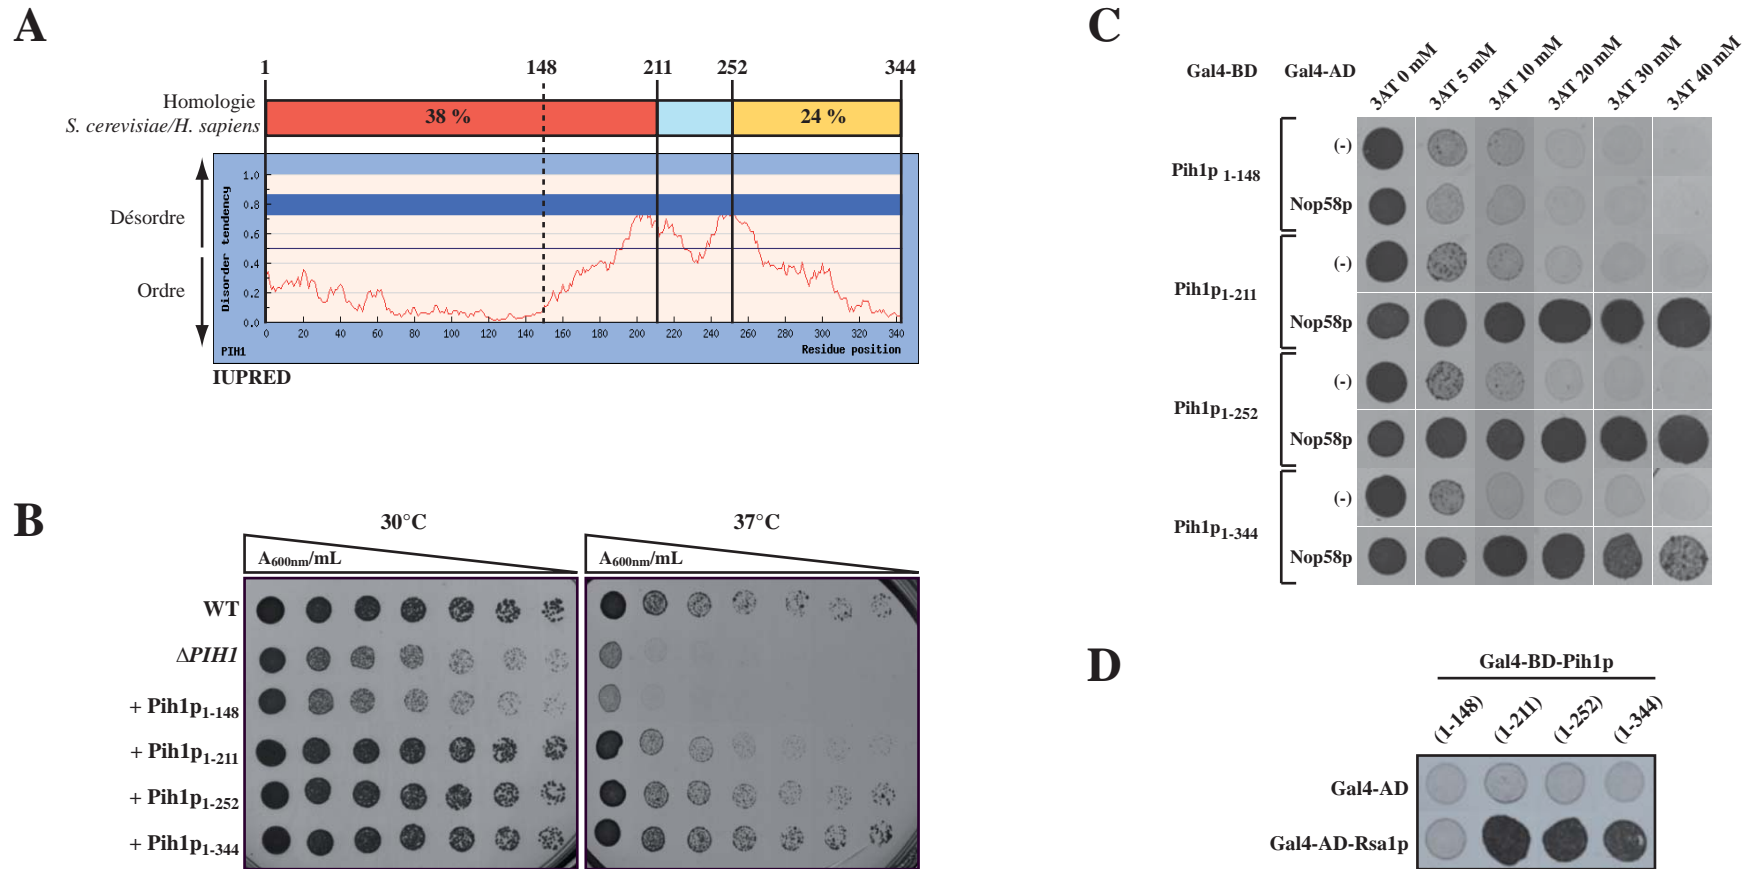 A
1 148 211 252 344
Homologie
S. cerevisiae/H. sapiens
38 % 24 %
Désordre
Ordre
Disorder tendency
1.0
0.8
0.6
0.4
0.2
0.0
0 20 40 60 80 100 120 140 160 180 200 220 240 260 280 300 320 340
PIH1 Residue position
IUPRED
B
30°C 37°C
A600nm/mL A600nm/mL
WT
ΔPIH1
+ Pih1p1-148
+ Pih1p1-211
+ Pih1p1-252
+ Pih1p1-344
C
Gal4-BD Gal4-AD 3AT 0 mM 3AT 5 mM 3AT 10 mM 3AT 20 mM 3AT 30 mM 3AT 40 mM
(-)
Pih1p 1-148
Nop58p
(-)
Pih1p1-211
Nop58p
(-)
Pih1p1-252
Nop58p
(-)
Pih1p1-344
Nop58p
D
Gal4-BD-Pih1p
(1-148) (1-211) (1-252) (1-344)
Gal4-AD
Gal4-AD-Rsa1p